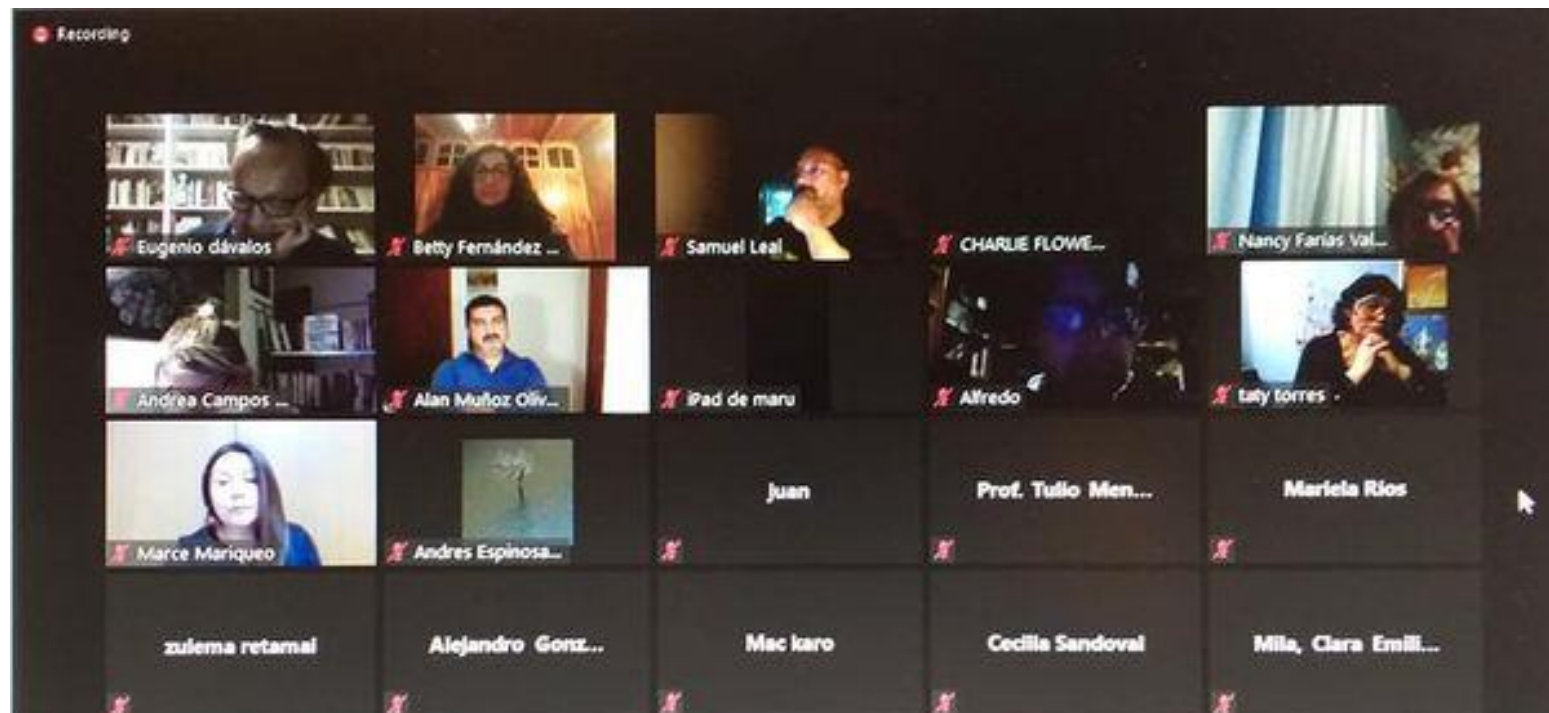 Recording
Eugenio dávalos
Betty Fernández ...
Samuel Leal
CHARLIE FLOWE...
Nancy Farías Val...
Andrea Campos ...
Alan Muñoz Oliv...
iPad de maru
Alfredo
taty torres
Marce Mariqueo
Andres Espinosa...
Juan
Prof. Tulio Men...
Mariela Rios
zulema retamal
Alejandro Gonz...
Mac karo
Cecilia Sandoval
Mila, Clara Emili...